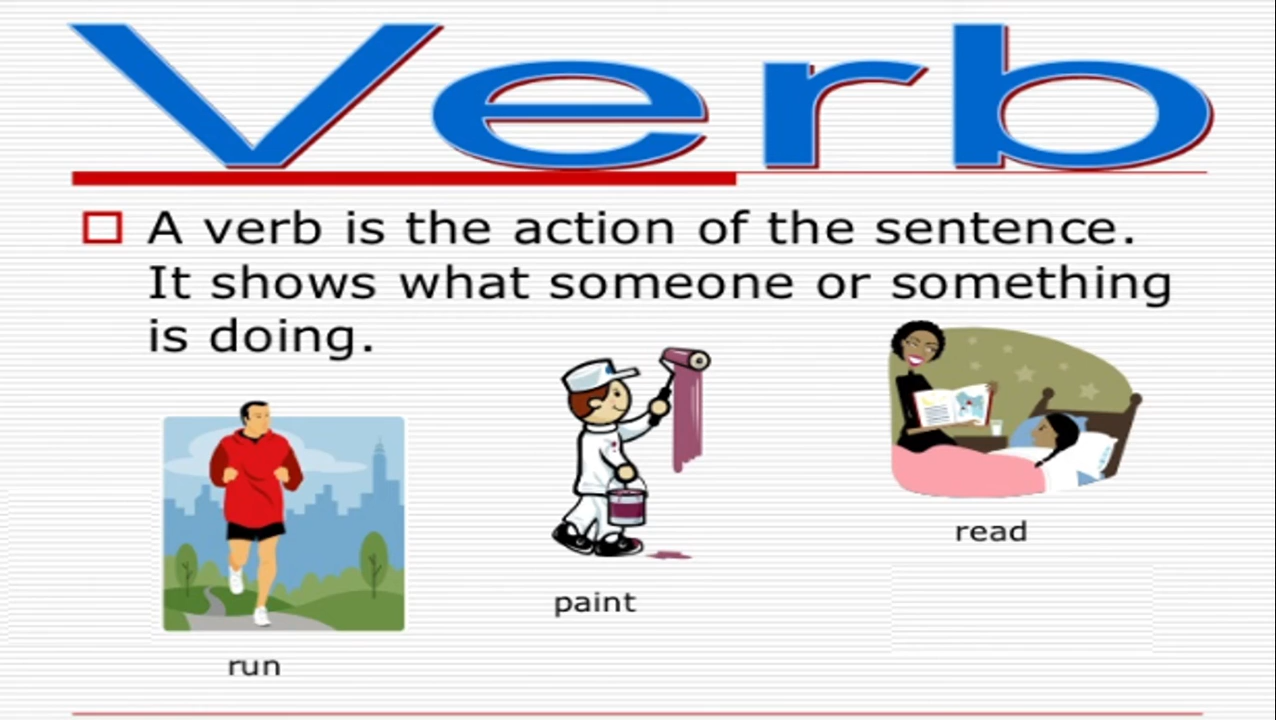 Verb
A verb is the action of the sentence.
It shows what someone or something
is doing.
read
paint
run